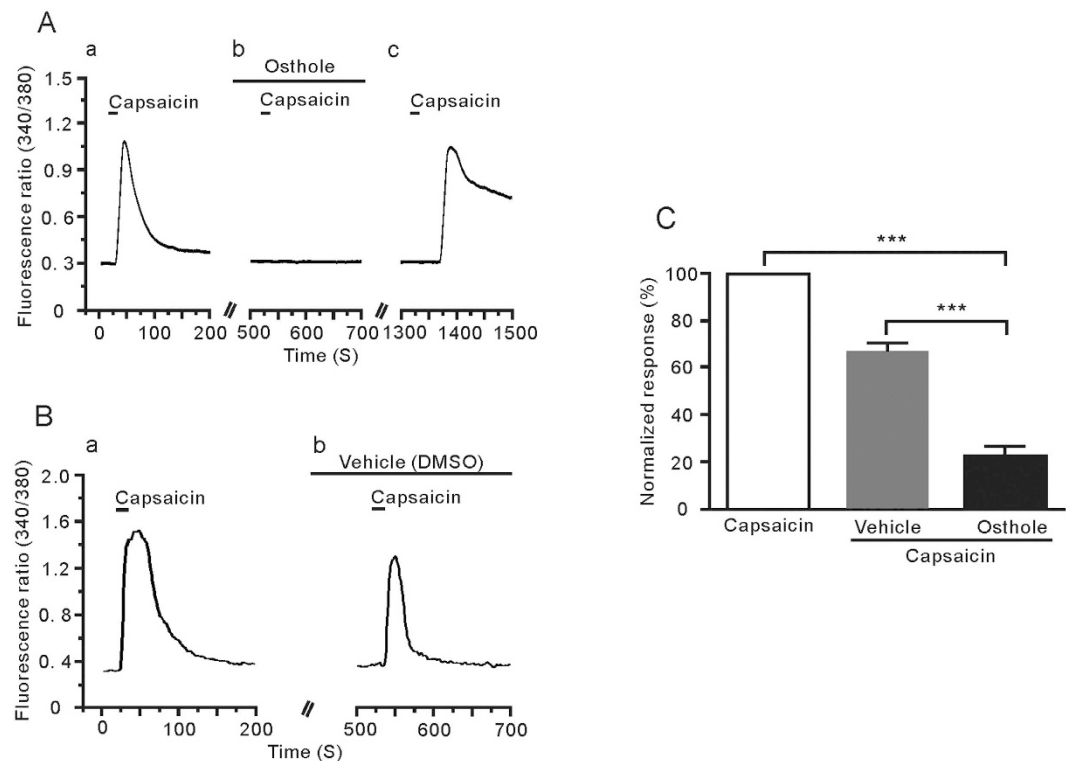 A
a b c
Osthole
Capsaicin Capsaicin Capsaicin
Fluorescence ratio (340/380)
1.5
1.2
0.9
0.6
0.3
0
0 100 200 500 600 700 1300 1400 1500
Time (S)
B
a b
Vehicle (DMSO)
Capsaicin Capsaicin
Fluorescence ratio (340/380)
2.0
1.6
1.2
0.8
0.4
0
0 100 200 500 600 700
Time (S)
C
***
***
Normalized response (%)
100
80
60
40
20
0
Capsaicin Vehicle Osthole
Capsaicin